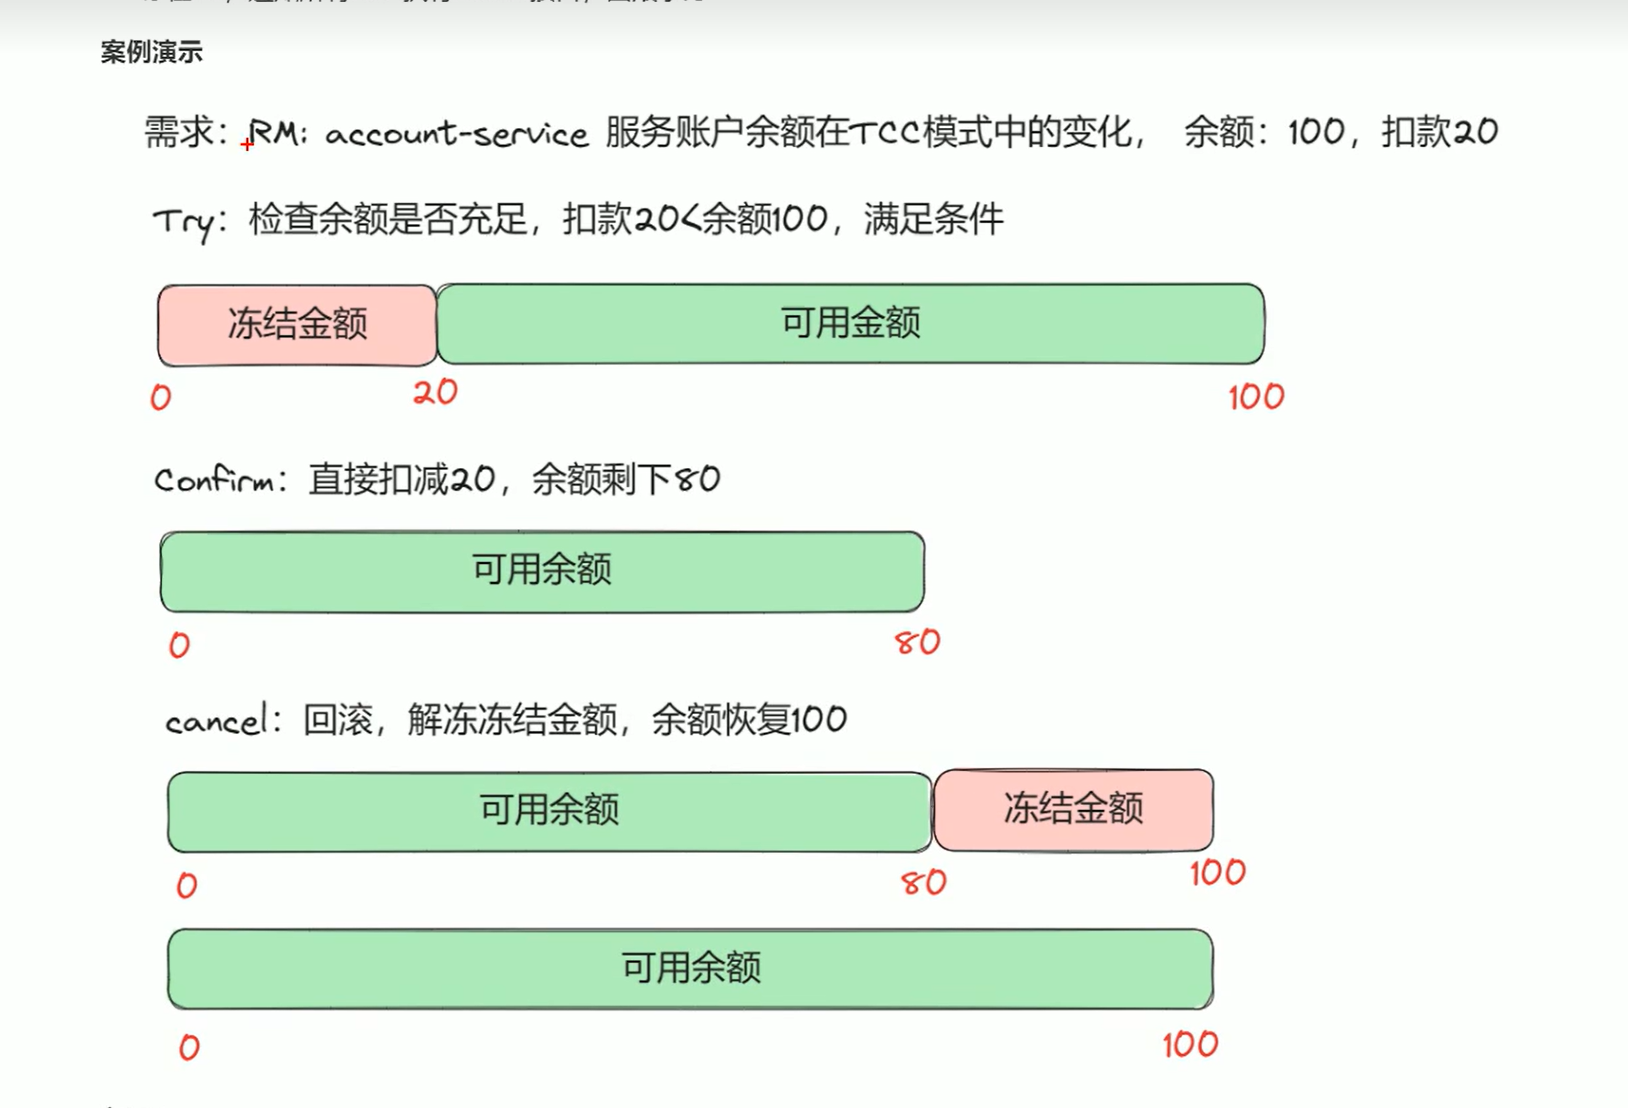 案例演示
需求：RM: account-service 服务账户余额在TCC模式中的变化， 余额：100，扣款20
Try：检查余额是否充足，扣款20<余额100，满足条件
冻结金额 可用金额
0 20 100
Confirm：直接扣减20，余额剩下80
可用余额
0 80
cancel：回滚，解冻冻结金额，余额恢复100
可用余额 冻结金额
0 80 100
可用余额
0 100